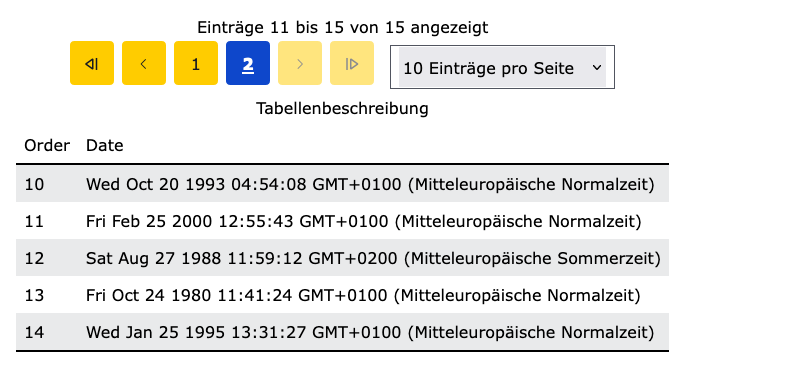 Einträge 11 bis 15 von 15 angezeigt
1 2 10 Einträge pro Seite
Tabellenbeschreibung
Order Date
10 Wed Oct 20 1993 04:54:08 GMT+0100 (Mitteleuropäische Normalzeit)
11 Fri Feb 25 2000 12:55:43 GMT+0100 (Mitteleuropäische Normalzeit)
12 Sat Aug 27 1988 11:59:12 GMT+0200 (Mitteleuropäische Sommerzeit)
13 Fri Oct 24 1980 11:41:24 GMT+0100 (Mitteleuropäische Normalzeit)
14 Wed Jan 25 1995 13:31:27 GMT+0100 (Mitteleuropäische Normalzeit)